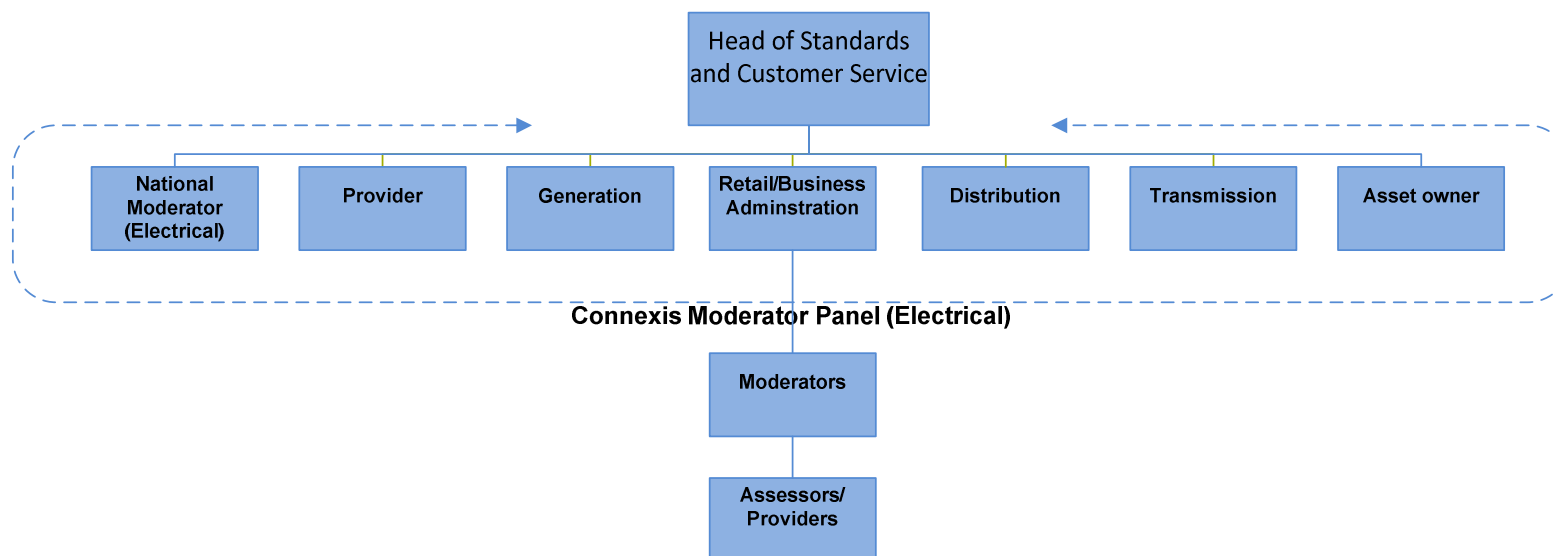 Head of Standards
and Customer Service
National
Moderator
(Electrical)
Provider
Generation
Retail/Business
Adminstration
Distribution
Transmission
Asset owner
Connexis Moderator Panel (Electrical)
Moderators
Assessors/
Providers